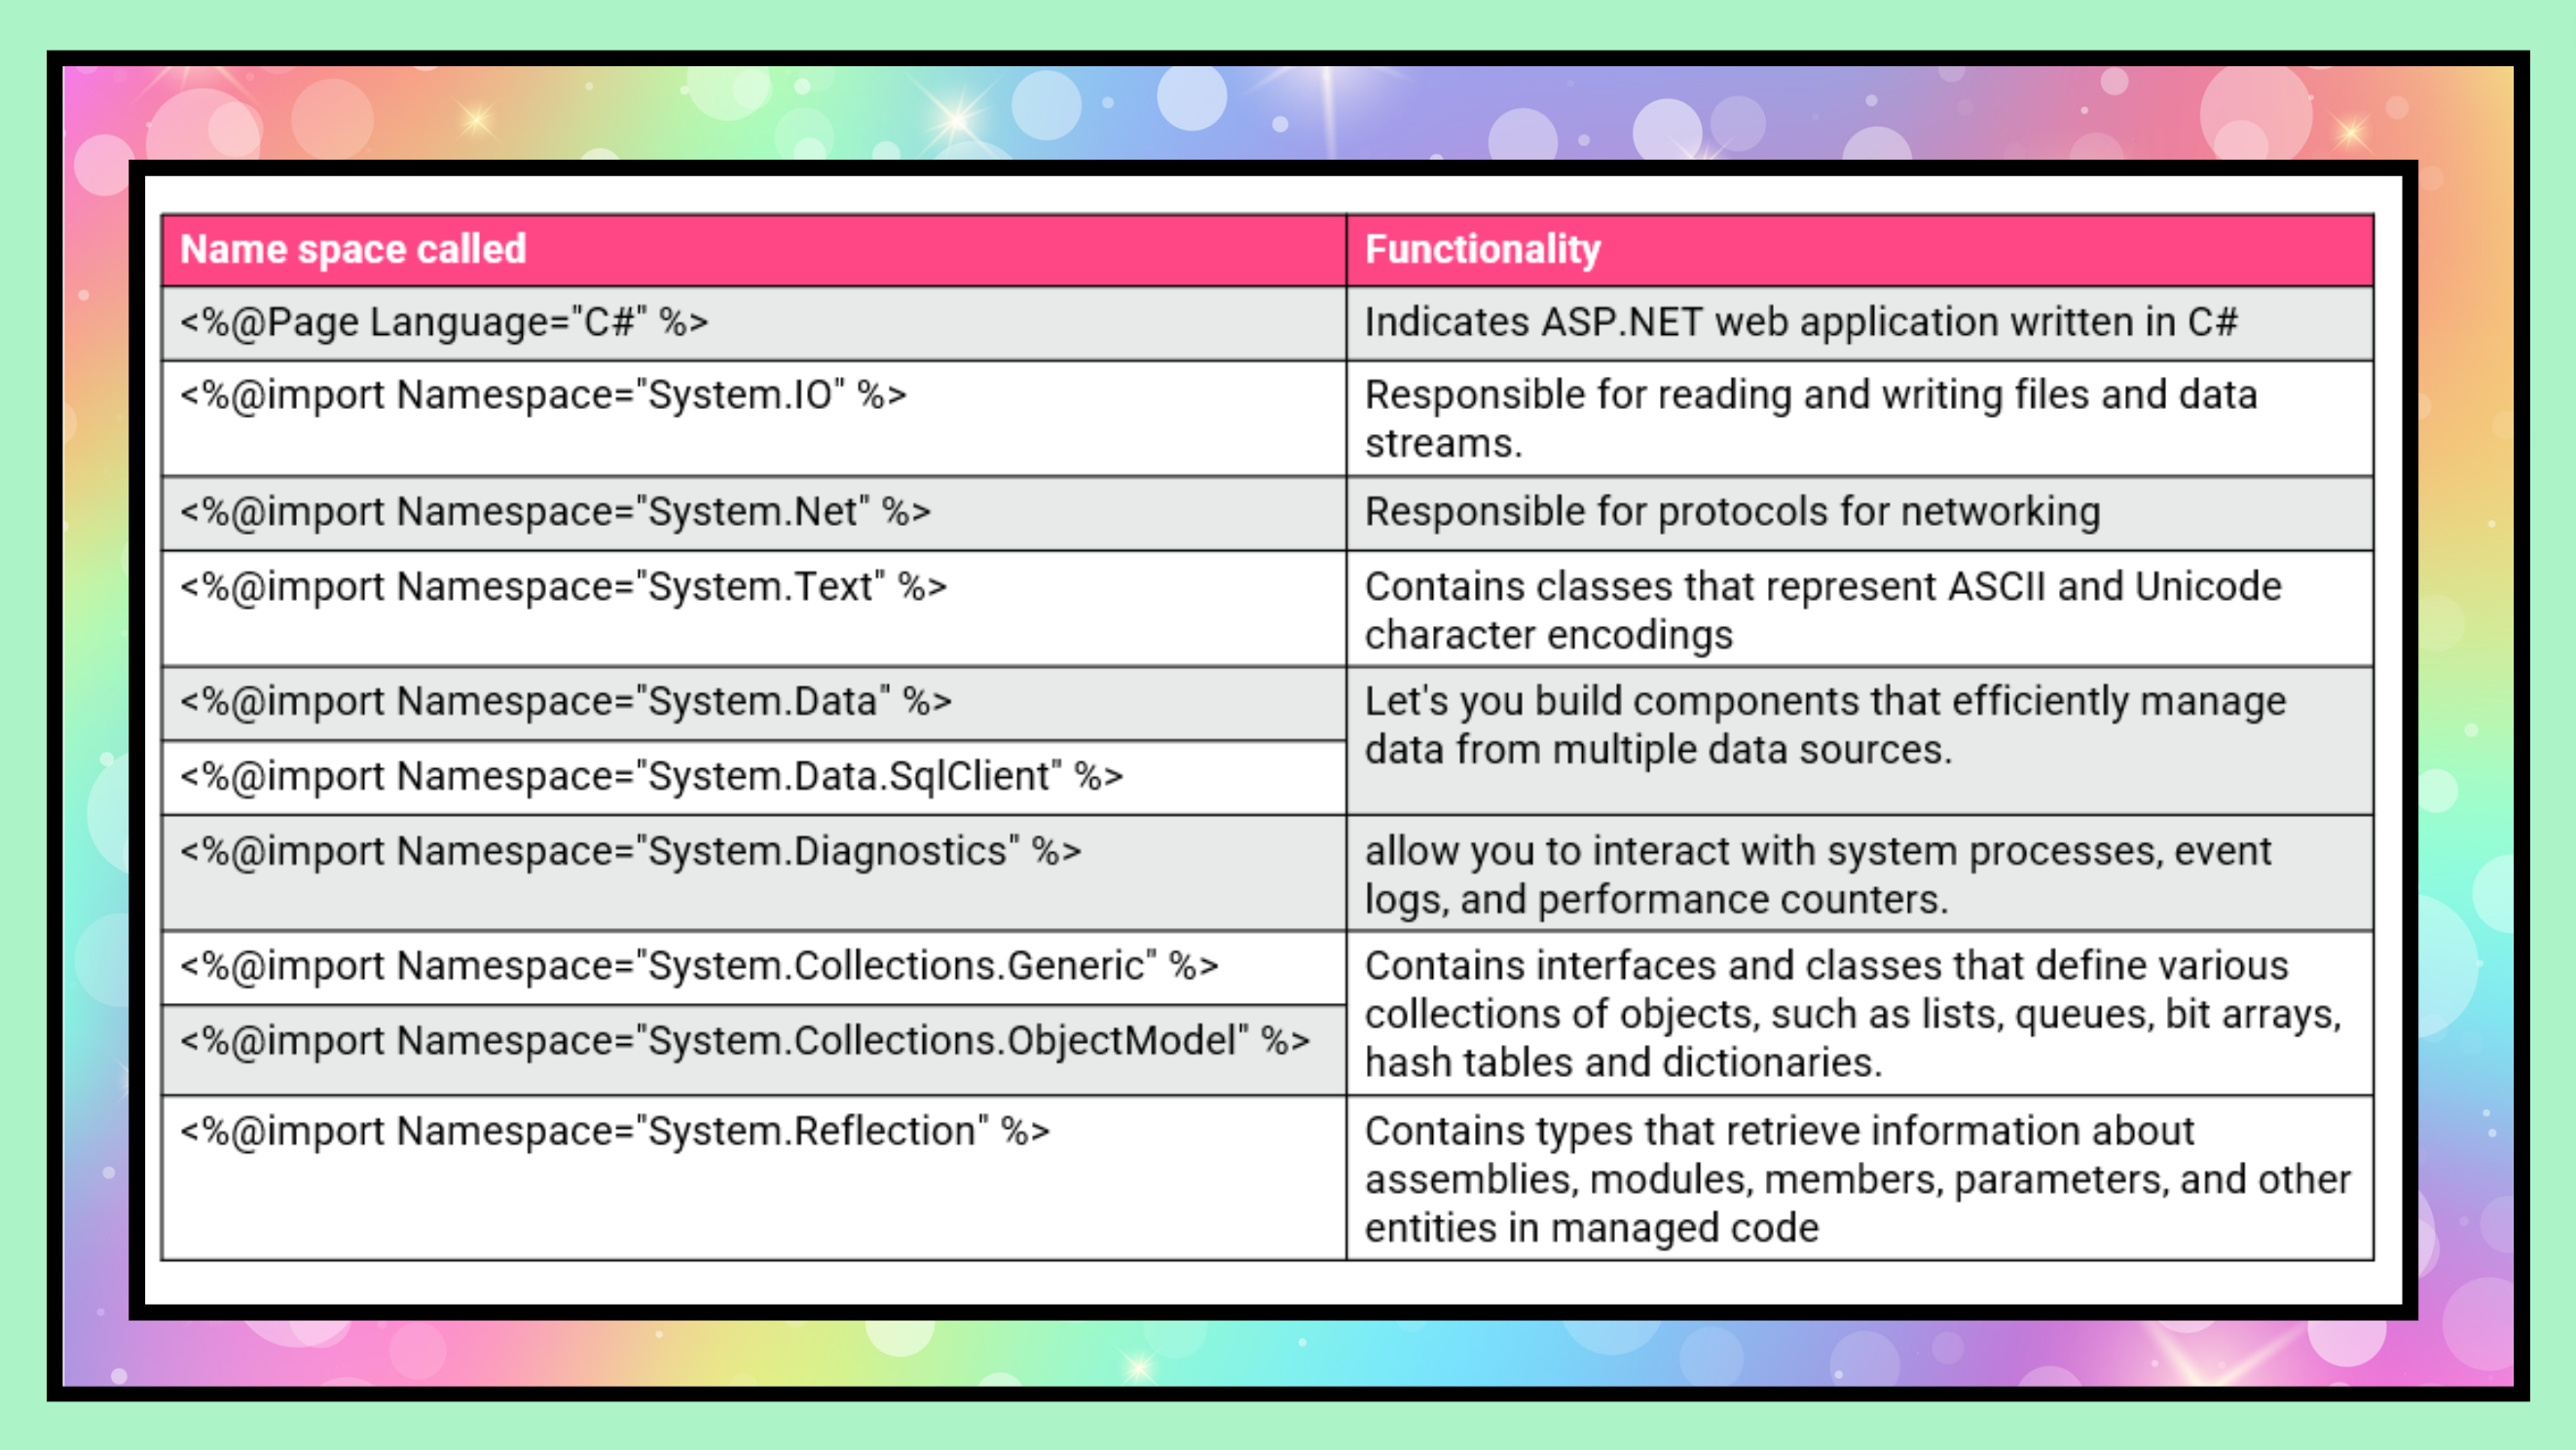 Name space called
Functionality
<%@Page Language="C#" %>
Indicates ASP.NET web application written in C#
<%@import Namespace="System.IO" %>
Responsible for reading and writing files and data
streams.
<%@import Namespace="System.Net" %>
Responsible for protocols for networking
<%@import Namespace="System.Text" %>
Contains classes that represent ASCII and Unicode
character encodings
<%@import Namespace="System.Data" %>
<%@import Namespace="System.Data.SqlClient" %>
Let's you build components that efficiently manage
data from multiple data sources.
<%@import Namespace="System.Diagnostics" %>
allow you to interact with system processes, event
logs, and performance counters.
<%@import Namespace="System.Collections.Generic" %>
<%@import Namespace="System.Collections.ObjectModel" %>
Contains interfaces and classes that define various
collections of objects, such as lists, queues, bit arrays,
hash tables and dictionaries.
<%@import Namespace="System.Reflection" %>
Contains types that retrieve information about
assemblies, modules, members, parameters, and other
entities in managed code